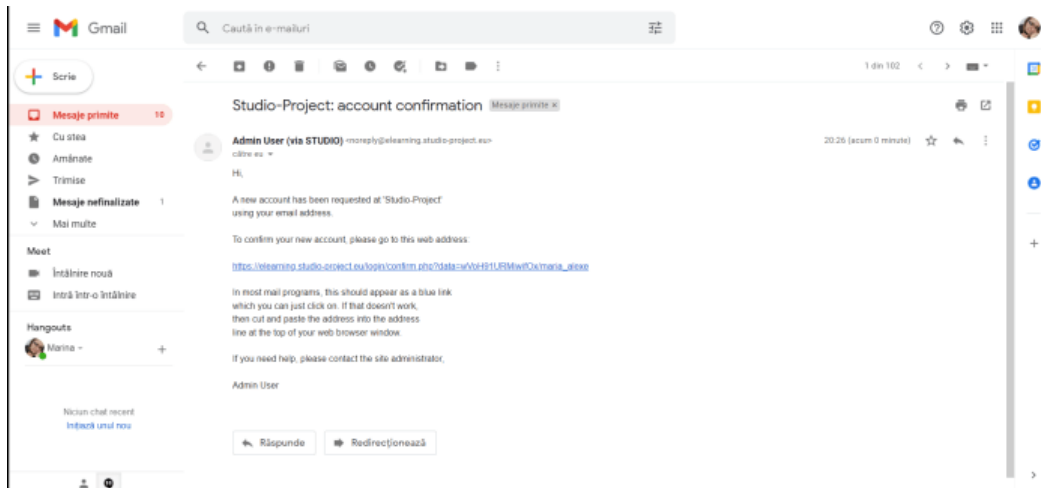 Gmail
Caută în e-mailuri
Scrie
1 din 102
Mesaje primite 10
Cu stea
Amânate
Trimise
Mesaje nefinalizate 1
Mai multe
Meet
Întâlnire nouă
Intră într-o întâlnire
Hangouts
Marina
Niciun chat recent
Inițiază unul nou
Studio-Project: account confirmation Mesaje primite ×
Admin User (via STUDIO) <noreply@elearning.studio-project.eu>
20:26 (acum 0 minute)
către eu
Hi,
A new account has been requested at 'Studio-Project'
using your email address.
To confirm your new account, please go to this web address:
In most mail programs, this should appear as a blue link
which you can just click on. If that doesn't work,
then cut and paste the address into the address
line at the top of your web browser window.
If you need help, please contact the site administrator,
Admin User
Răspunde
Redirecționează